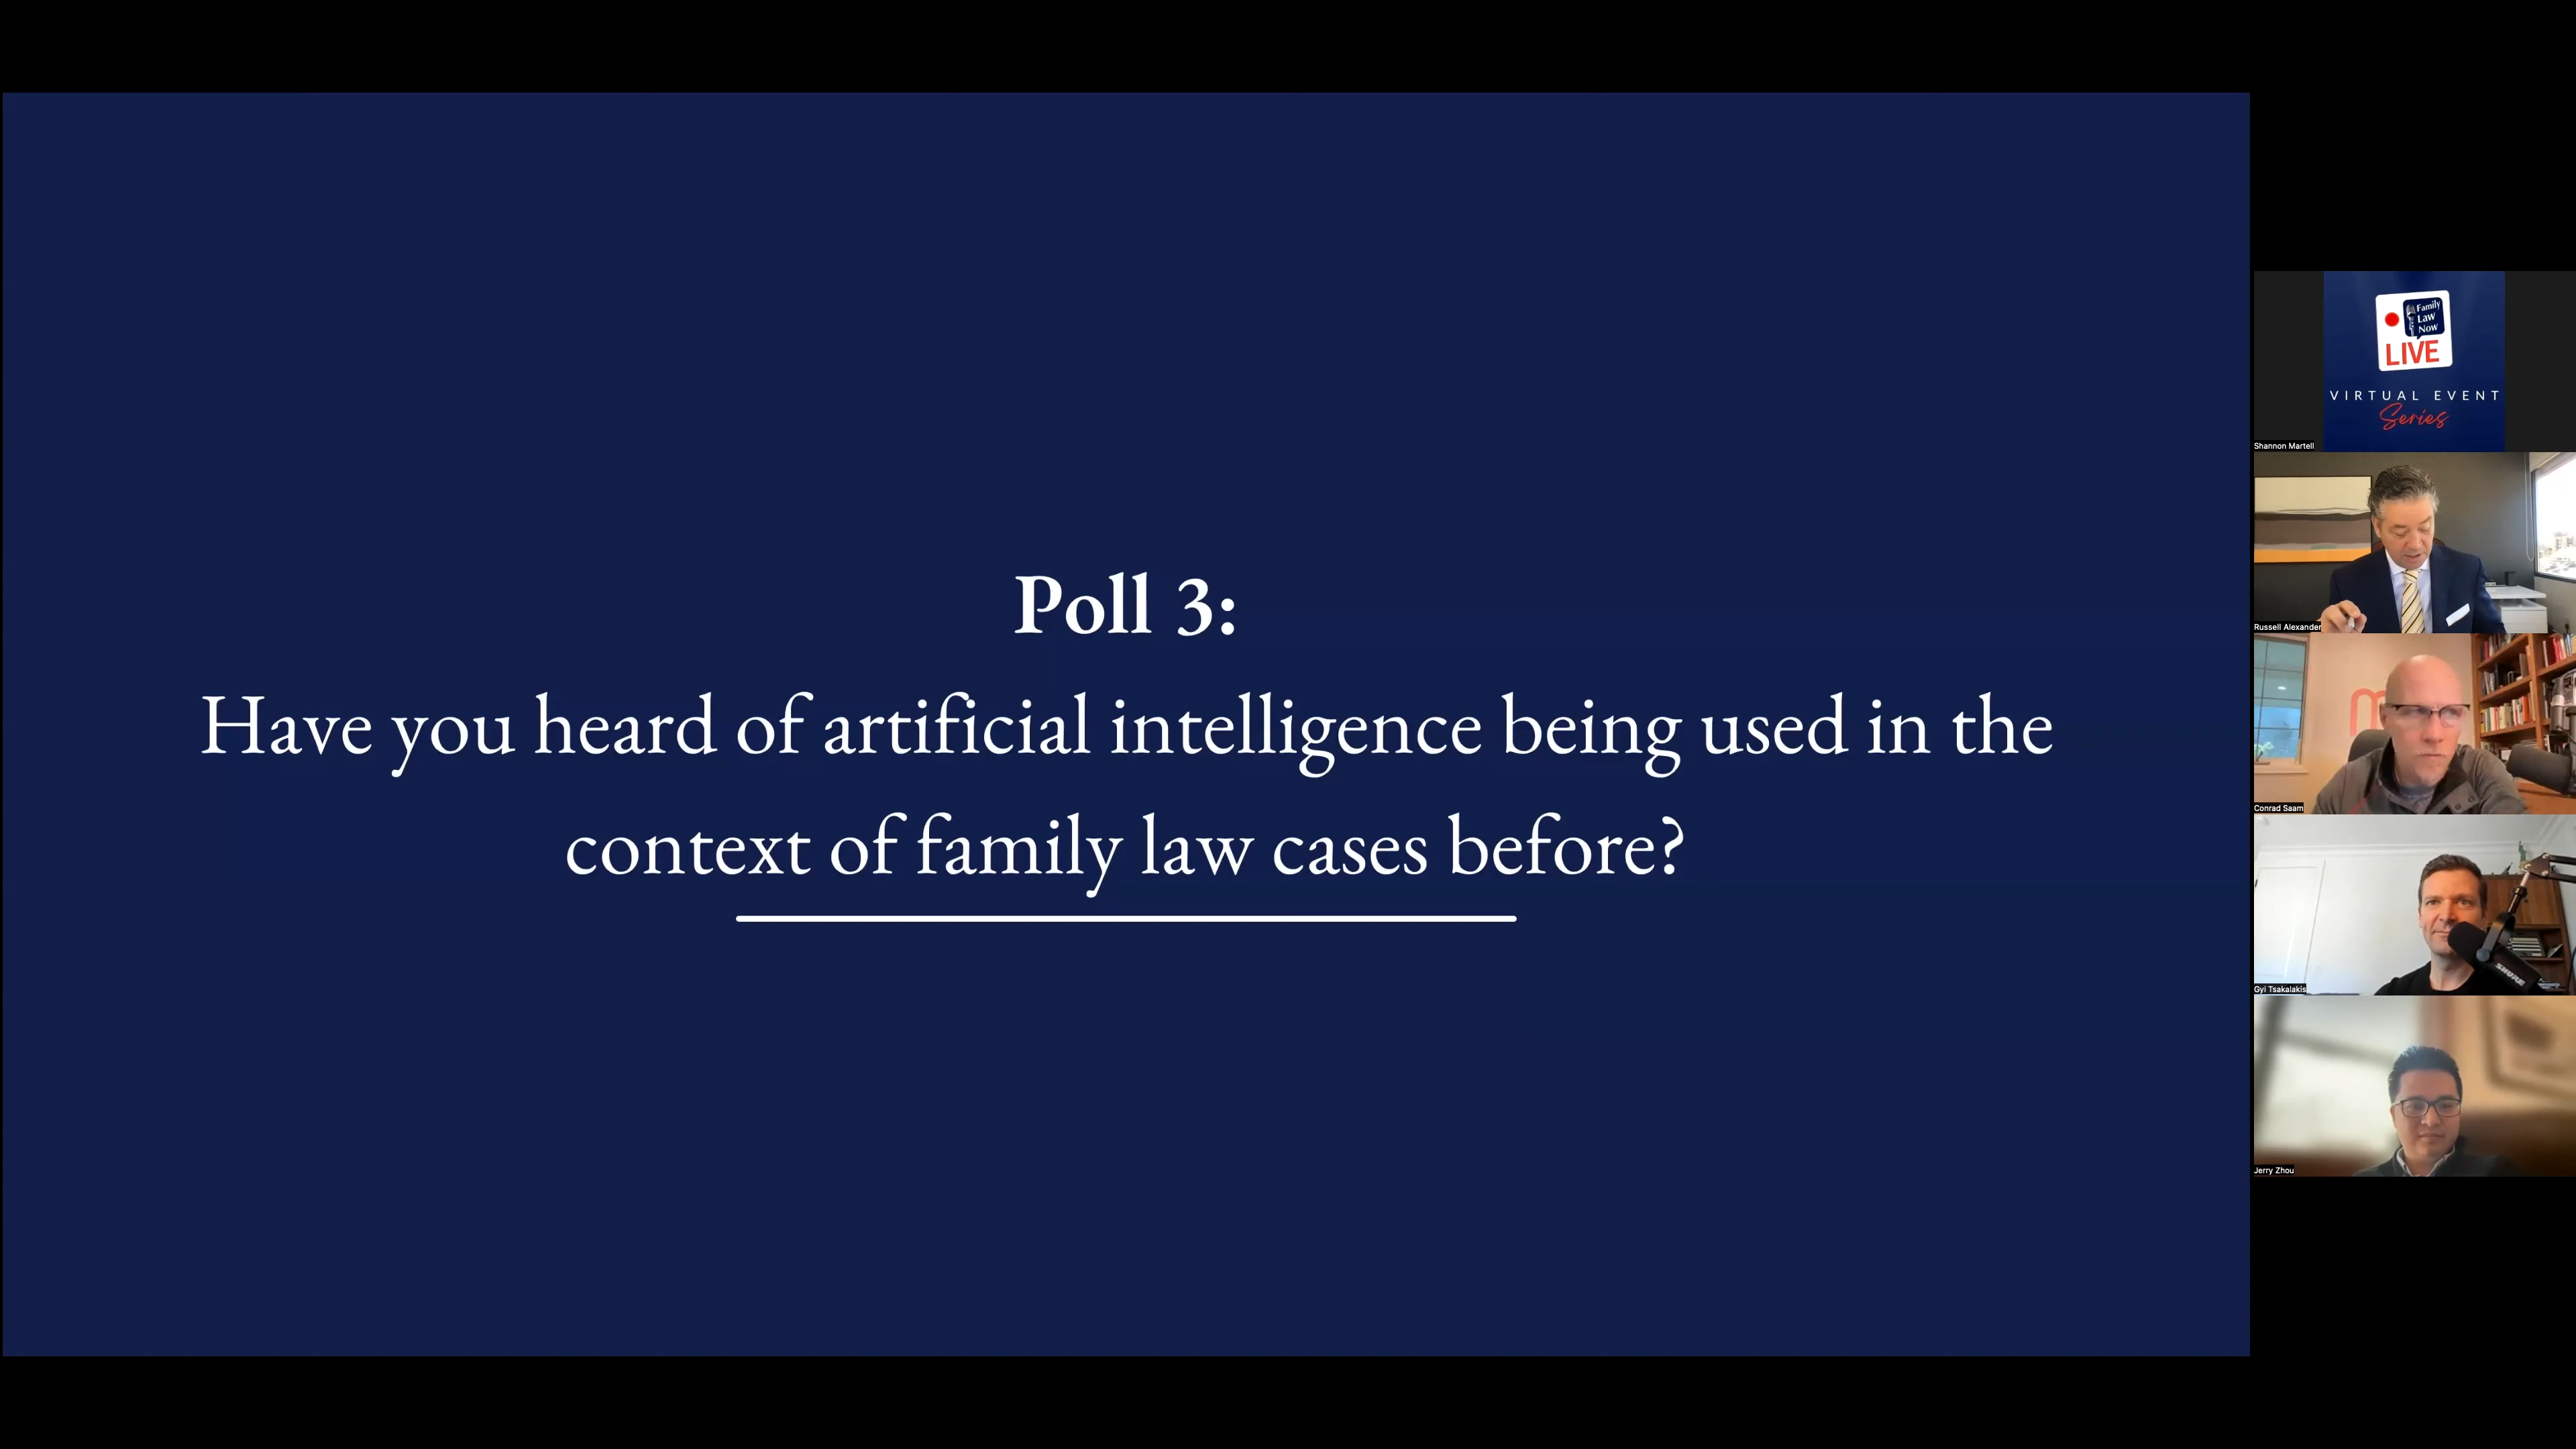 Poll 3:
Have you heard of artificial intelligence being used in the
context of family law cases before?
Family
Law
Now
LIVE
VIRTUAL EVENT
Series
Shannon Martell
Russell Alexander
Conrad Saam
SHURE
Gyi Tsakalakis
Jerry Zhou